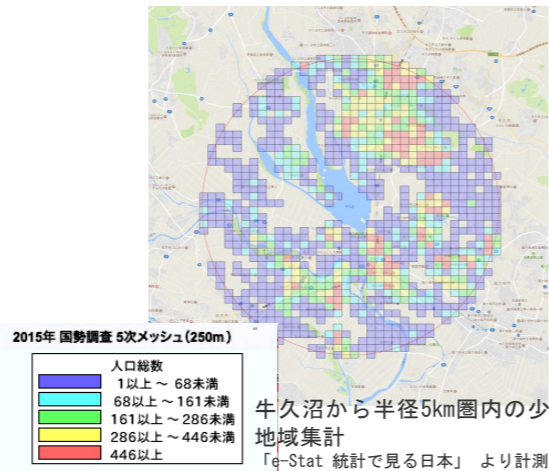 2015年 国勢調査 5次メッシュ(250m)
人口総数
1以上 ～ 68未満
68以上 ～ 161未満
161以上 ～ 286未満
286以上 ～ 446未満
446以上
牛久沼から半径5km圏内の少
地域集計
「e-Stat 統計で見る日本」 より計測